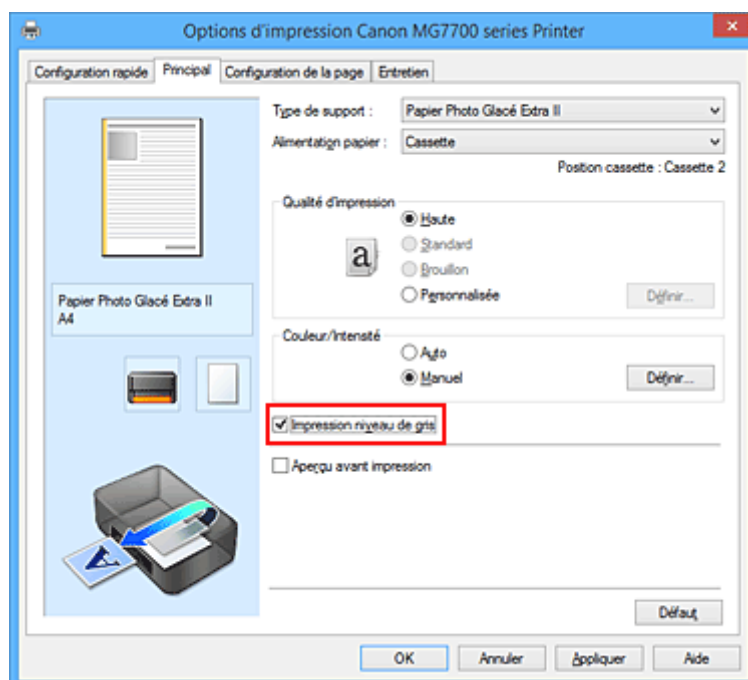 Options d'impression Canon MG7700 series Printer
Configuration rapide Principal Configuration de la page Entretien
Type de support : Papier Photo Glacé Extra II
Alimentation papier : Cassette
Position cassette : Cassette 2
Qualité d'impression
Haute
a Standard
Brouillon
Personnalisée Définir...
Papier Photo Glacé Extra II
A4
Couleur/Intensité
Auto
Manuel Définir...
Impression niveau de gris
Aperçu avant impression
A
Défaut
OK Annuler Appliquer Aide